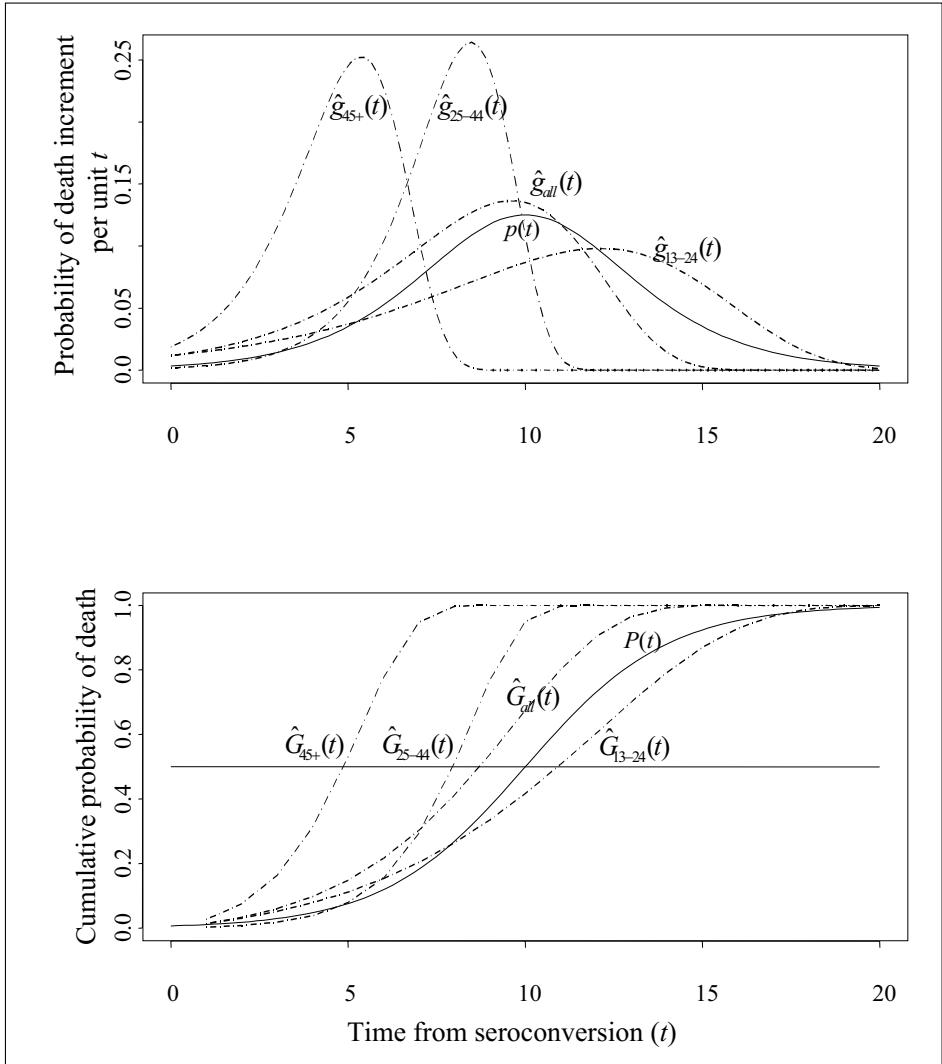 Probability of death increment
per unit t
0.25
0.15
0.05
0.0
ĝ45+(t)
ĝ25–44(t)
ĝall(t)
p(t)
ĝ13–24(t)
0 5 10 15 20
Cumulative probability of death
1.0
0.8
0.6
0.4
0.2
0.0
P(t)
Ĝall(t)
Ĝ45+(t)
Ĝ25–44(t)
Ĝ13–24(t)
0 5 10 15 20
Time from seroconversion (t)